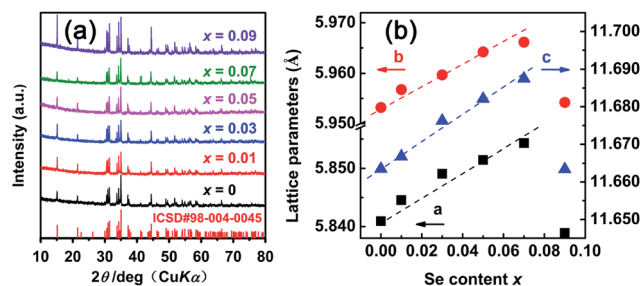 (a)
Intensity (a.u.)
x = 0.09
x = 0.07
x = 0.05
x = 0.03
x = 0.01
x = 0
ICSD#98-004-0045
10 20 30 40 50 60 70 80
2θ/deg （CuKα）
(b)
Lattice parameters (Å)
5.970
5.960
5.950
5.850
5.840
b
c
a
11.700
11.690
11.680
11.670
11.660
11.650
0.00 0.02 0.04 0.06 0.08 0.10
Se content x